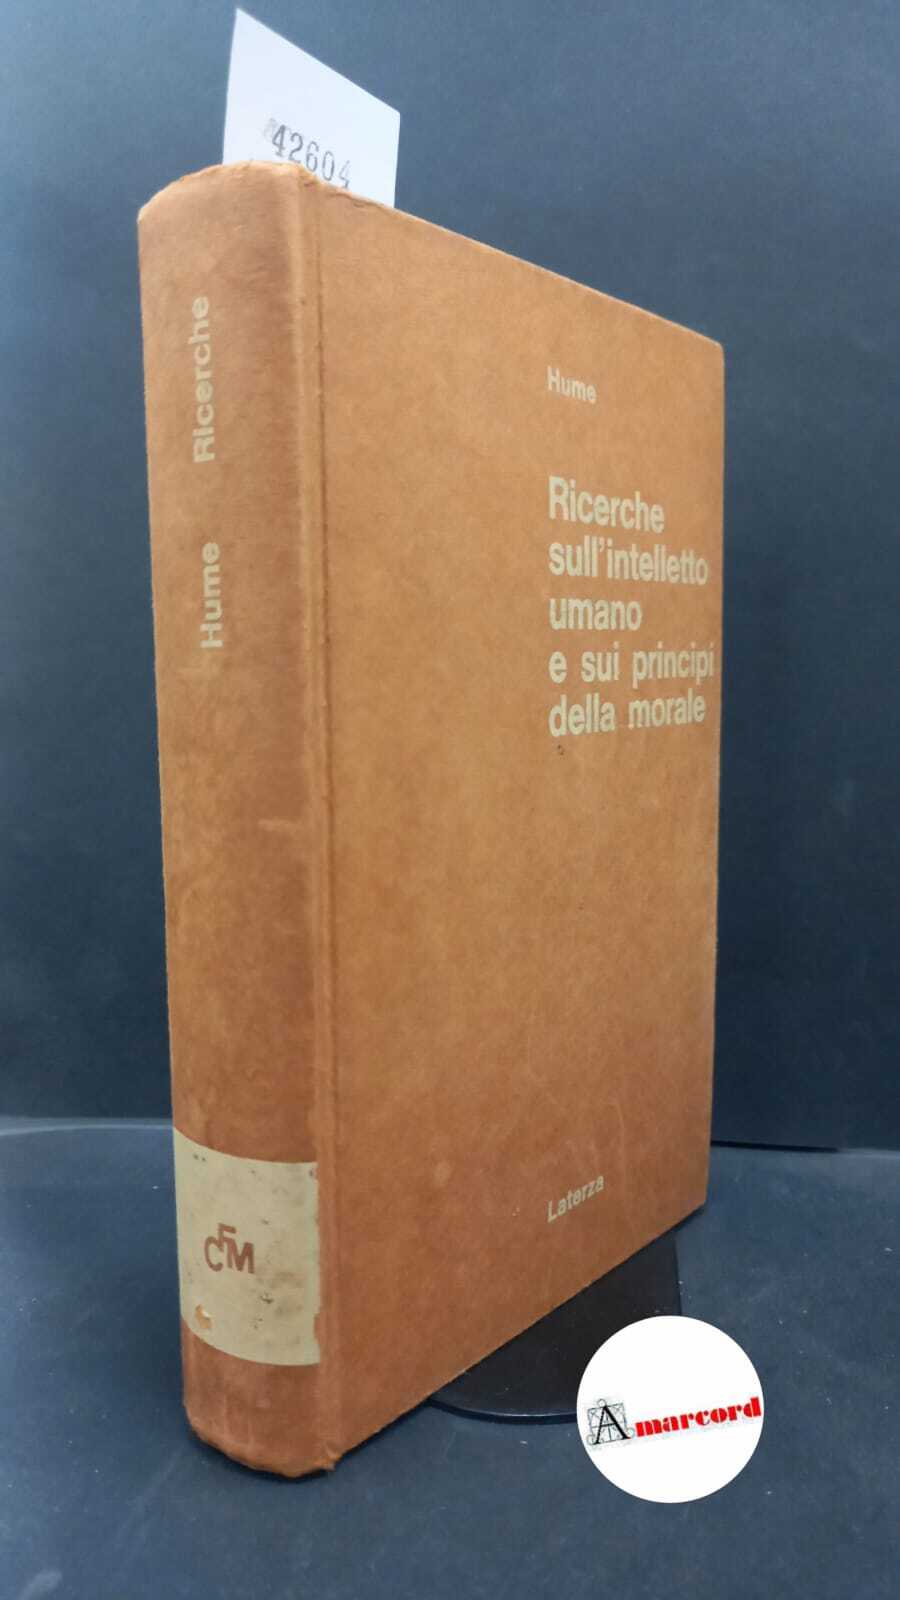 42604
Hume Ricerche
Hume
Ricerche
sull'intelletto
umano
e sui principi
della morale
Laterza
CFM
Amarcord